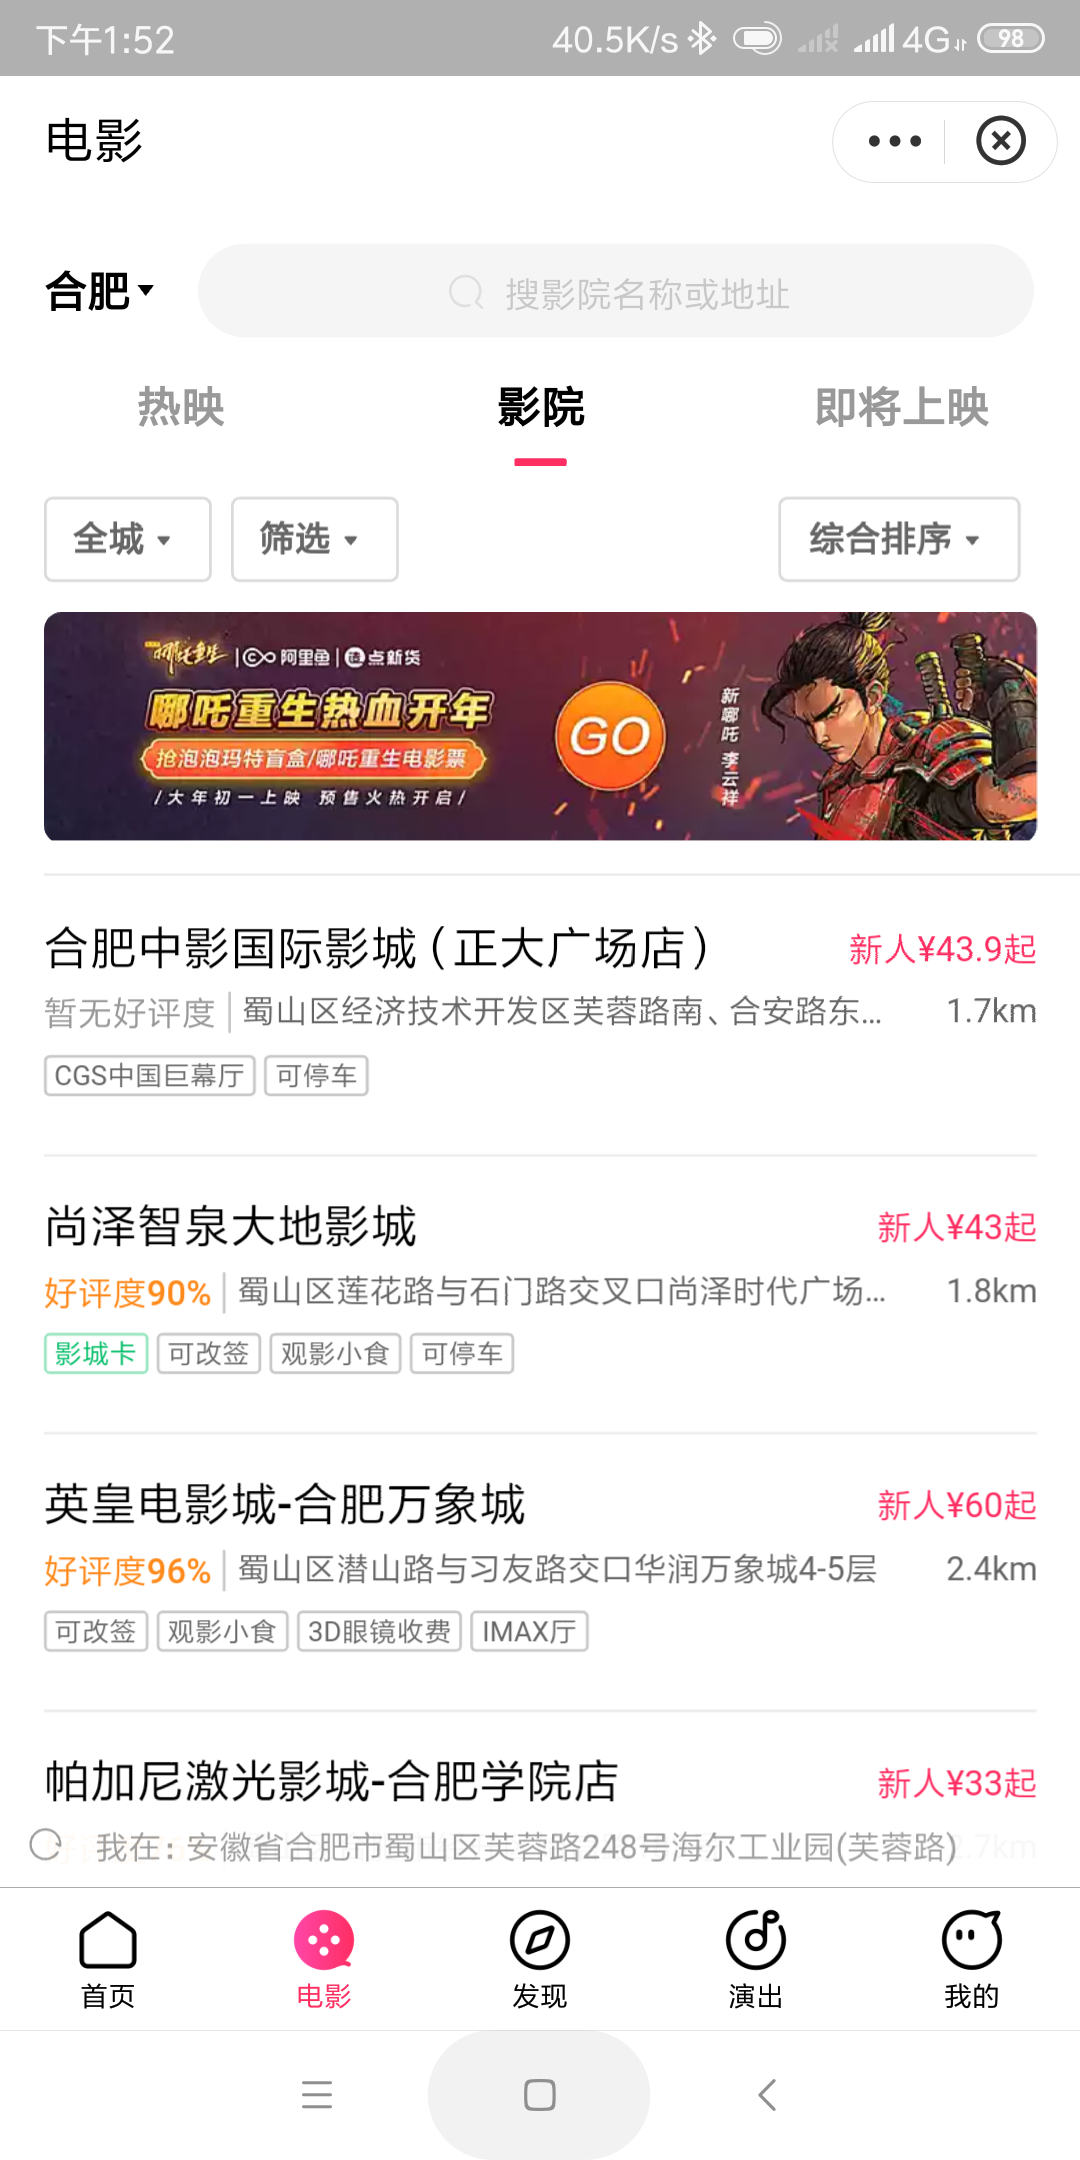 下午1:52 40.5K/s 4G 98
电影
合肥 搜影院名称或地址
热映 影院 即将上映
全城 筛选 综合排序
哪吒重生 | 阿里鱼 | 造点新货
哪吒重生热血开年
抢泡泡玛特盲盒/哪吒重生电影票
/大年初一上映 预售火热开启/
GO
新哪吒 李云祥
合肥中影国际影城（正大广场店） 新人¥43.9起
暂无好评度 蜀山区经济技术开发区芙蓉路南、合安路东... 1.7km
CGS中国巨幕厅 可停车
尚泽智泉大地影城 新人¥43起
好评度90% 蜀山区莲花路与石门路交叉口尚泽时代广场... 1.8km
影城卡 可改签 观影小食 可停车
英皇电影城-合肥万象城 新人¥60起
好评度96% 蜀山区潜山路与习友路交口华润万象城4-5层 2.4km
可改签 观影小食 3D眼镜收费 IMAX厅
帕加尼激光影城-合肥学院店 新人¥33起
我在：安徽省合肥市蜀山区芙蓉路248号海尔工业园(芙蓉路) 2.7km
首页 电影 发现 演出 我的